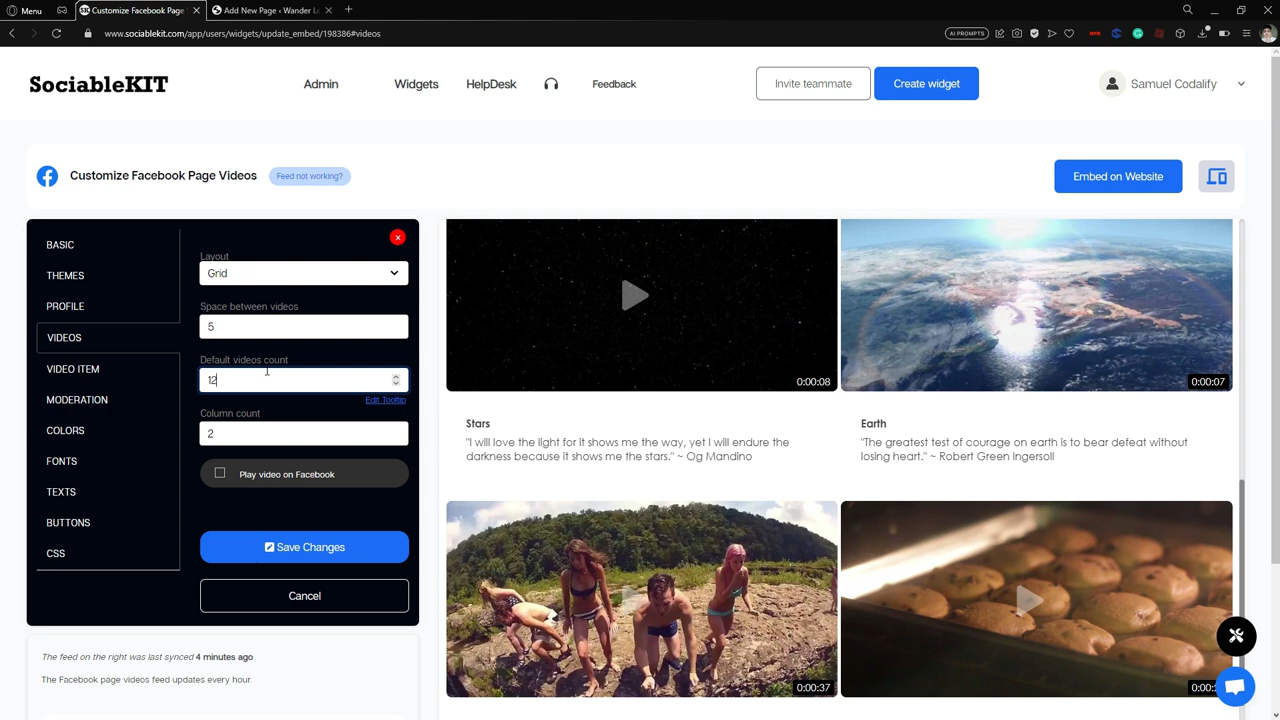 Menu
SK Customize Facebook Page
Add New Page ‹ Wander L
www.sociablekit.com/app/users/widgets/update_embed/198386#videos
AI PROMPTS
SociableKIT
Admin
Widgets
HelpDesk
Feedback
Invite teammate
Create widget
Samuel Codalify
Customize Facebook Page Videos
Feed not working?
Embed on Website
BASIC
THEMES
PROFILE
VIDEOS
VIDEO ITEM
MODERATION
COLORS
FONTS
TEXTS
BUTTONS
CSS
Layout
Grid
Space between videos
5
Default videos count
12
Edit Tooltip
Column count
2
Play video on Facebook
Save Changes
Cancel
The feed on the right was last synced 4 minutes ago
The Facebook page videos feed updates every hour.
0:00:08
0:00:07
Stars
"I will love the light for it shows me the way, yet I will endure the
darkness because it shows me the stars." ~ Og Mandino
Earth
"The greatest test of courage on earth is to bear defeat without
losing heart." ~ Robert Green Ingersoll
0:00:37